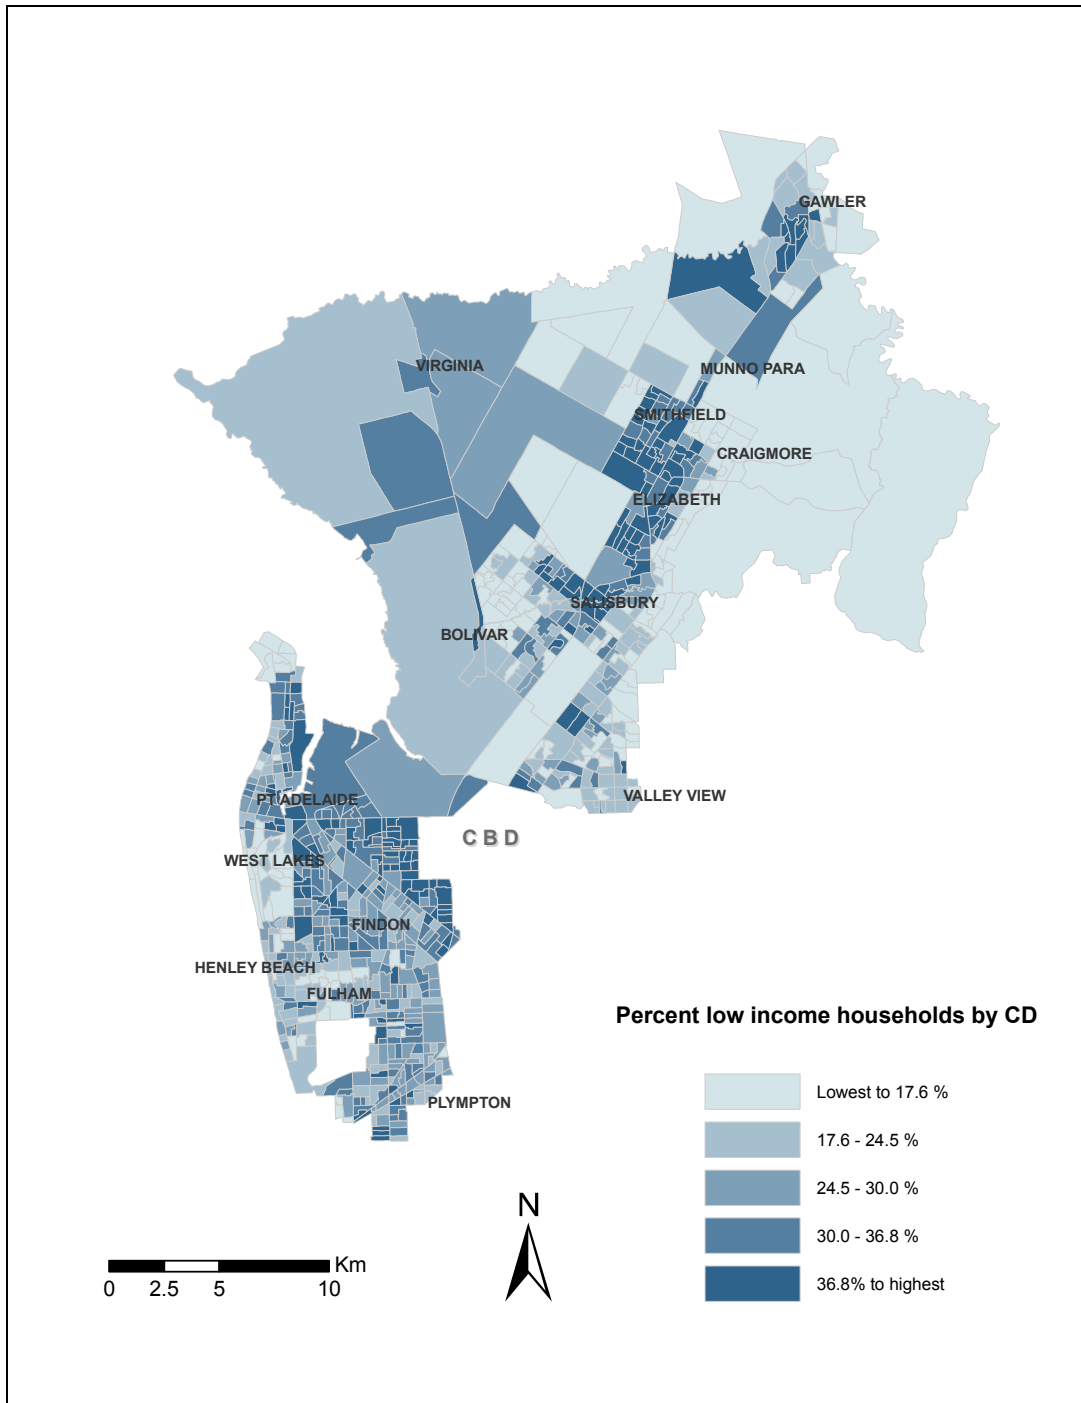 GAWLER
VIRGINIA
MUNNO PARA
SMITHFIELD
CRAIGMORE
ELIZABETH
SALISBURY
BOLIVAR
PT ADELAIDE
VALLEY VIEW
C B D
WEST LAKES
FINDON
HENLEY BEACH
FULHAM
PLYMPTON
Percent low income households by CD
Lowest to 17.6 %
17.6 - 24.5 %
24.5 - 30.0 %
30.0 - 36.8 %
36.8% to highest
N
Km
0 2.5 5 10